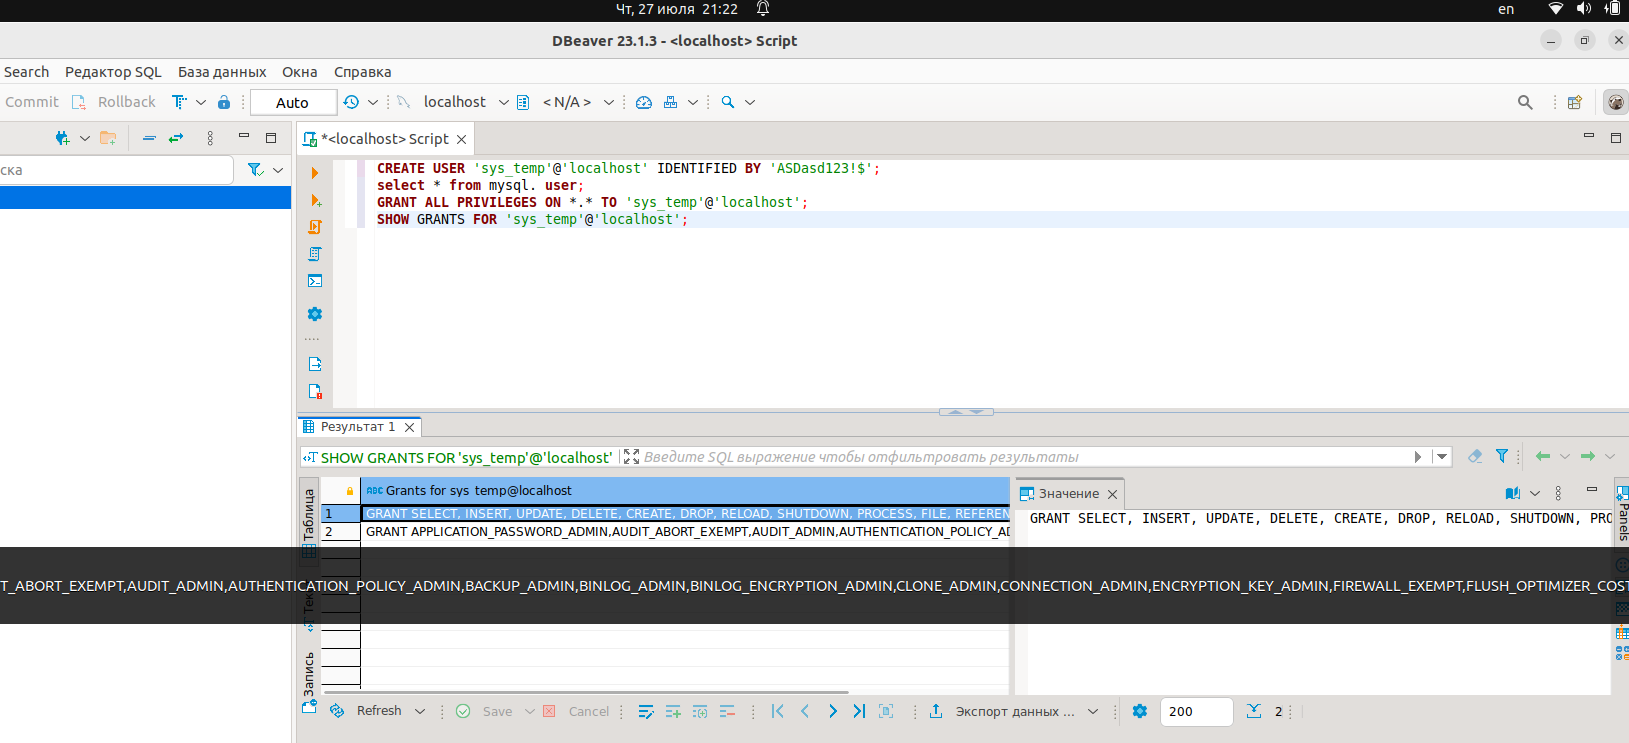 Чт, 27 июля 21:22
en
DBeaver 23.1.3 - <localhost> Script
Search Редактор SQL База данных Окна Справка
Commit Rollback Auto localhost < N/A >
ска
*<localhost> Script
CREATE USER 'sys_temp'@'localhost' IDENTIFIED BY 'ASDasd123!$';
select * from mysql. user;
GRANT ALL PRIVILEGES ON *.* TO 'sys_temp'@'localhost';
SHOW GRANTS FOR 'sys_temp'@'localhost';
Результат 1
SHOW GRANTS FOR 'sys_temp'@'localhost'
Введите SQL выражение чтобы отфильтровать результаты
Таблица
Запись
ABC Grants for sys_temp@localhost
1 GRANT SELECT, INSERT, UPDATE, DELETE, CREATE, DROP, RELOAD, SHUTDOWN, PROCESS, FILE, REFEREN
2 GRANT APPLICATION_PASSWORD_ADMIN,AUDIT_ABORT_EXEMPT,AUDIT_ADMIN,AUTHENTICATION_POLICY_AD
Значение
GRANT SELECT, INSERT, UPDATE, DELETE, CREATE, DROP, RELOAD, SHUTDOWN, PRO
Panels
T_ABORT_EXEMPT,AUDIT_ADMIN,AUTHENTICATION_POLICY_ADMIN,BACKUP_ADMIN,BINLOG_ADMIN,BINLOG_ENCRYPTION_ADMIN,CLONE_ADMIN,CONNECTION_ADMIN,ENCRYPTION_KEY_ADMIN,FIREWALL_EXEMPT,FLUSH_OPTIMIZER_COST
Refresh Save Cancel Экспорт данных ... 200 2